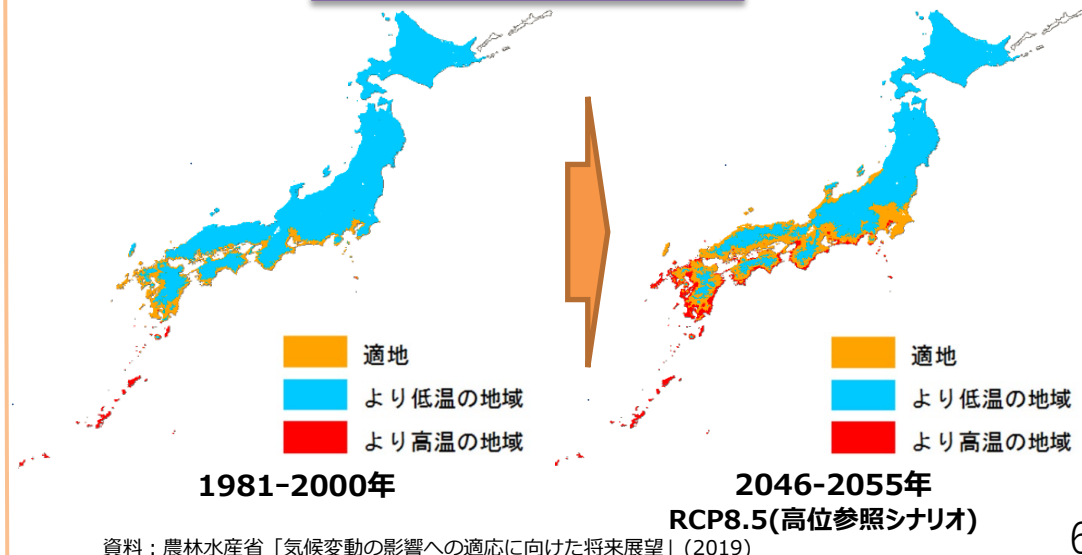 適地
より低温の地域
より高温の地域
1981-2000年
適地
より低温の地域
より高温の地域
2046-2055年
RCP8.5(高位参照シナリオ)
資料：農林水産省「気候変動の影響への適応に向けた将来展望」(2019)
6